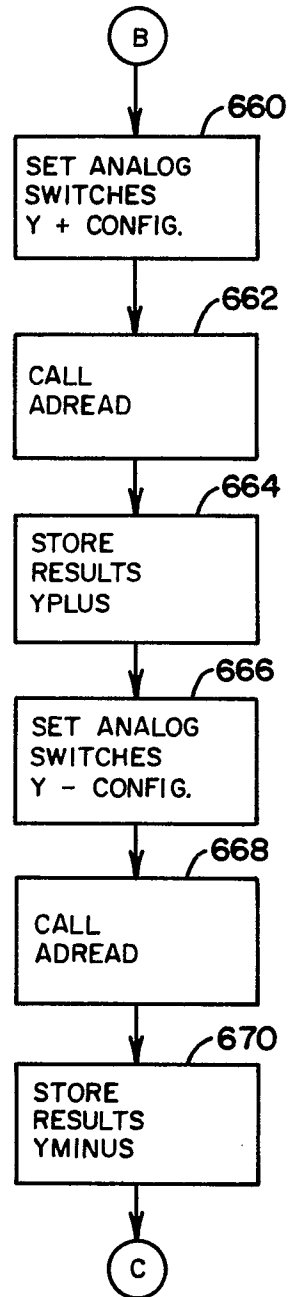 B
660
SET ANALOG
SWITCHES
Y + CONFIG.
662
CALL
ADREAD
664
STORE
RESULTS
YPLUS
666
SET ANALOG
SWITCHES
Y - CONFIG.
668
CALL
ADREAD
670
STORE
RESULTS
YMINUS
C